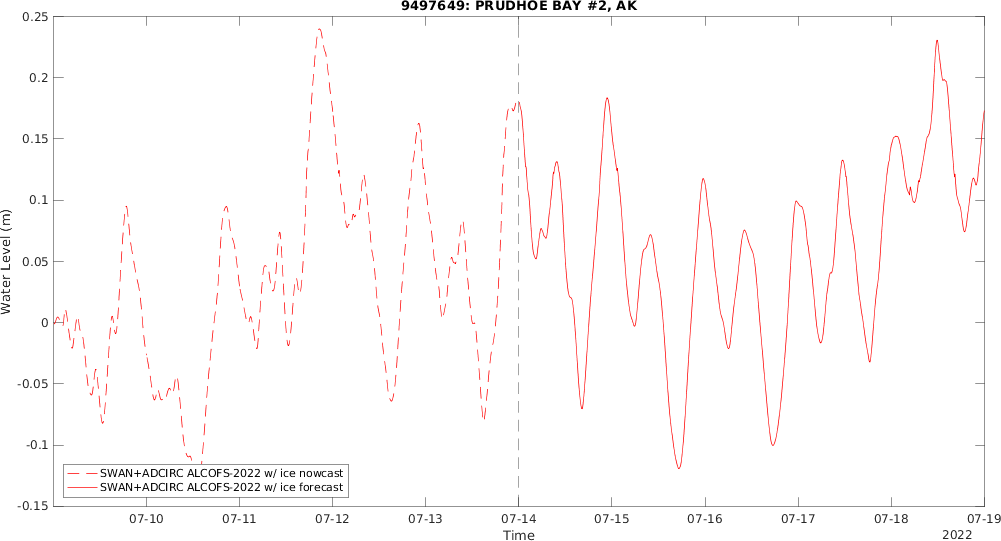 9497649: PRUDHOE BAY #2, AK
Water Level (m)
0.25
0.2
0.15
0.1
0.05
0
-0.05
-0.1
-0.15
SWAN+ADCIRC ALCOFS-2022 w/ ice nowcast
SWAN+ADCIRC ALCOFS-2022 w/ ice forecast
07-10 07-11 07-12 07-13 07-14 07-15 07-16 07-17 07-18 07-19
Time
2022